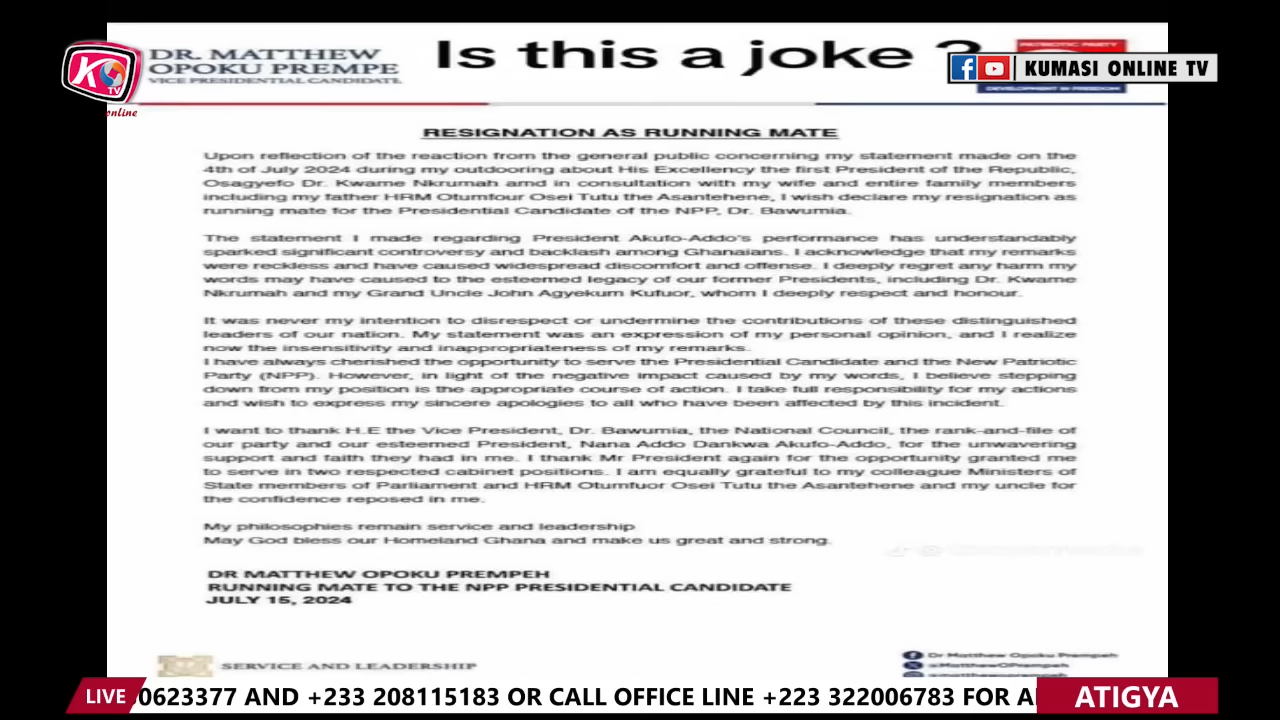 K
TV
online
DR. MATTHEW
OPOKU PREMPE
VICE PRESIDENTIAL CANDIDATE
Is this a joke ?
PATRIOTIC PARTY
DEVELOPMENT IN FREEDOM
KUMASI ONLINE TV
RESIGNATION AS RUNNING MATE
Upon reflection of the reaction from the general public concerning my statement made on the
4th of July 2024 during my outdooring about His Excellency the first President of the Republic,
Osagyefo Dr. Kwame Nkrumah amd in consultation with my wife and entire family members
including my father HRM Otumfour Osei Tutu the Asantehene, I wish declare my resignation as
running mate for the Presidential Candidate of the NPP, Dr. Bawumia.
The statement I made regarding President Akufo-Addo's performance has understandably
sparked significant controversy and backlash among Ghanaians. I acknowledge that my remarks
were reckless and have caused widespread discomfort and offense. I deeply regret any harm my
words may have caused to the esteemed legacy of our former Presidents, including Dr. Kwame
Nkrumah and my Grand Uncle John Agyekum Kufuor, whom I deeply respect and honour.
It was never my intention to disrespect or undermine the contributions of these distinguished
leaders of our nation. My statement was an expression of my personal opinion, and I realize
now the insensitivity and inappropriateness of my remarks.
I have always cherished the opportunity to serve the Presidential Candidate and the New Patriotic
Party (NPP). However, in light of the negative impact caused by my words, I believe stepping
down from my position is the appropriate course of action. I take full responsibility for my actions
and wish to express my sincere apologies to all who have been affected by this incident.
I want to thank H.E the Vice President, Dr. Bawumia, the National Council, the rank-and-file of
our party and our esteemed President, Nana Addo Dankwa Akufo-Addo, for the unwavering
support and faith they had in me. I thank Mr President again for the opportunity granted me
to serve in two respected cabinet positions. I am equally grateful to my colleague Ministers of
State members of Parliament and HRM Otumfuor Osei Tutu the Asantehene and my uncle for
the confidence reposed in me.
My philosophies remain service and leadership
May God bless our Homeland Ghana and make us great and strong.
DR MATTHEW OPOKU PREMPEH
RUNNING MATE TO THE NPP PRESIDENTIAL CANDIDATE
JULY 15, 2024
SERVICE AND LEADERSHIP
Dr Matthew Opoku Prempeh
@MatthewOPrempeh
LIVE
0623377 AND +233 208115183 OR CALL OFFICE LINE +223 322006783 FOR
ATIGYA